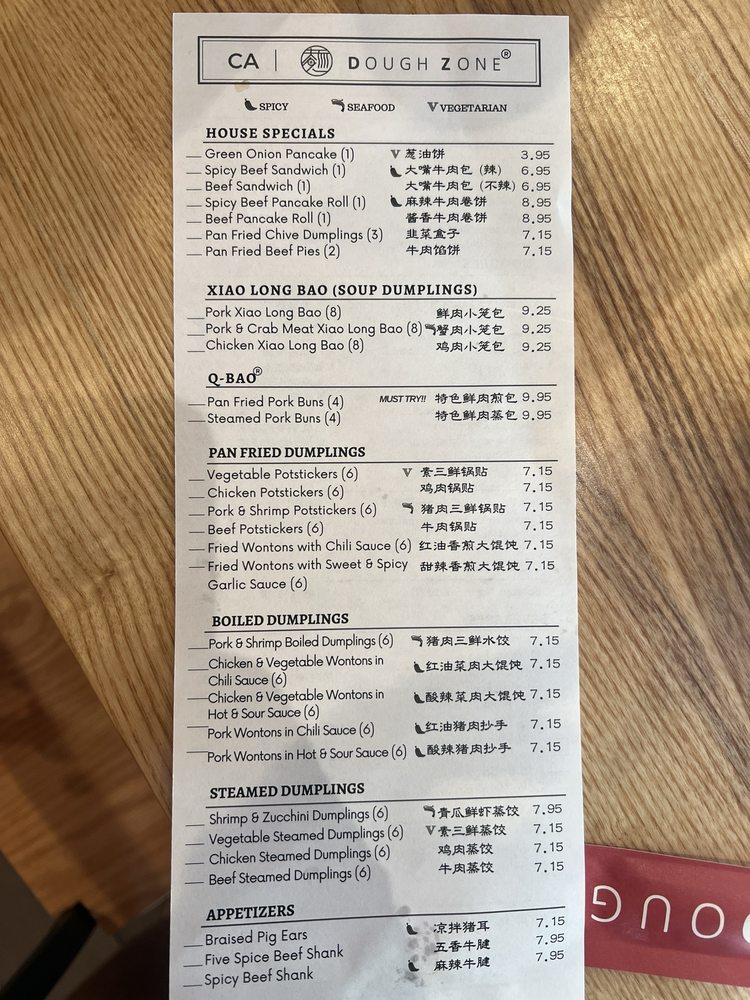 CA | 麵 DOUGH ZONE®
SPICY SEAFOOD V VEGETARIAN
HOUSE SPECIALS
Green Onion Pancake (1) V 葱油饼 3.95
Spicy Beef Sandwich (1) 大嘴牛肉包 (辣) 6.95
Beef Sandwich (1) 大嘴牛肉包 (不辣) 6.95
Spicy Beef Pancake Roll (1) 麻辣牛肉卷饼 8.95
Beef Pancake Roll (1) 酱香牛肉卷饼 8.95
Pan Fried Chive Dumplings (3) 韭菜盒子 7.15
Pan Fried Beef Pies (2) 牛肉馅饼 7.15
XIAO LONG BAO (SOUP DUMPLINGS)
Pork Xiao Long Bao (8) 鲜肉小笼包 9.25
Pork & Crab Meat Xiao Long Bao (8) 蟹肉小笼包 9.25
Chicken Xiao Long Bao (8) 鸡肉小笼包 9.25
Q-BAO®
Pan Fried Pork Buns (4) MUST TRY!! 特色鲜肉煎包 9.95
Steamed Pork Buns (4) 特色鲜肉蒸包 9.95
PAN FRIED DUMPLINGS
Vegetable Potstickers (6) V 素三鲜锅贴 7.15
Chicken Potstickers (6) 鸡肉锅贴 7.15
Pork & Shrimp Potstickers (6) 猪肉三鲜锅贴 7.15
Beef Potstickers (6) 牛肉锅贴 7.15
Fried Wontons with Chili Sauce (6) 红油香煎大馄饨 7.15
Fried Wontons with Sweet & Spicy 甜辣香煎大馄饨 7.15
Garlic Sauce (6)
BOILED DUMPLINGS
Pork & Shrimp Boiled Dumplings (6) 猪肉三鲜水饺 7.15
Chicken & Vegetable Wontons in 红油菜肉大馄饨 7.15
Chili Sauce (6)
Chicken & Vegetable Wontons in 酸辣菜肉大馄饨 7.15
Hot & Sour Sauce (6)
Pork Wontons in Chili Sauce (6) 红油猪肉抄手 7.15
Pork Wontons in Hot & Sour Sauce (6) 酸辣猪肉抄手 7.15
STEAMED DUMPLINGS
Shrimp & Zucchini Dumplings (6) 青瓜鲜虾蒸饺 7.95
Vegetable Steamed Dumplings (6) V 素三鲜蒸饺 7.15
Chicken Steamed Dumplings (6) 鸡肉蒸饺 7.15
Beef Steamed Dumplings (6) 牛肉蒸饺 7.15
APPETIZERS
Braised Pig Ears 凉拌猪耳 7.15
Five Spice Beef Shank 五香牛腱 7.95
Spicy Beef Shank 麻辣牛腱 7.95
DOUG